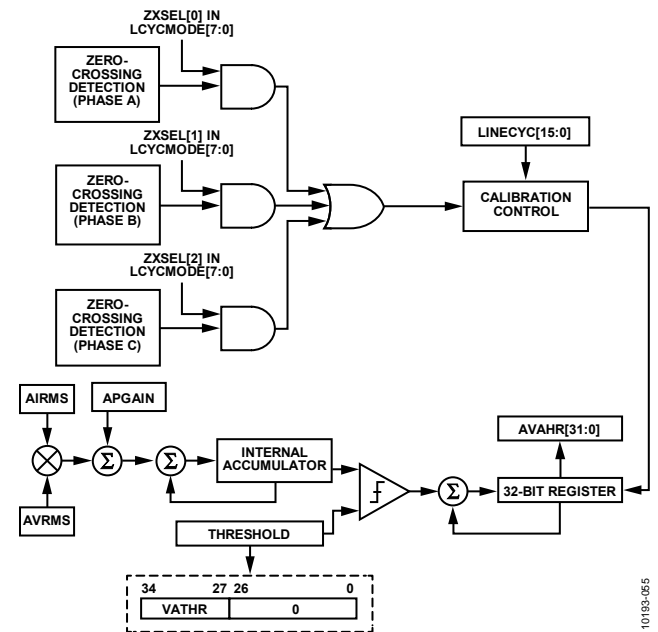 ZXSEL[0] IN
LCYCMODE[7:0]
ZERO-
CROSSING
DETECTION
(PHASE A)
ZXSEL[1] IN
LCYCMODE[7:0]
ZERO-
CROSSING
DETECTION
(PHASE B)
ZXSEL[2] IN
LCYCMODE[7:0]
ZERO-
CROSSING
DETECTION
(PHASE C)
LINECYC[15:0]
CALIBRATION
CONTROL
AIRMS
APGAIN
AVRMS
Σ
Σ
INTERNAL
ACCUMULATOR
THRESHOLD
34 27 26 0
VATHR 0
Σ
AVAHR[31:0]
32-BIT REGISTER
10193-055